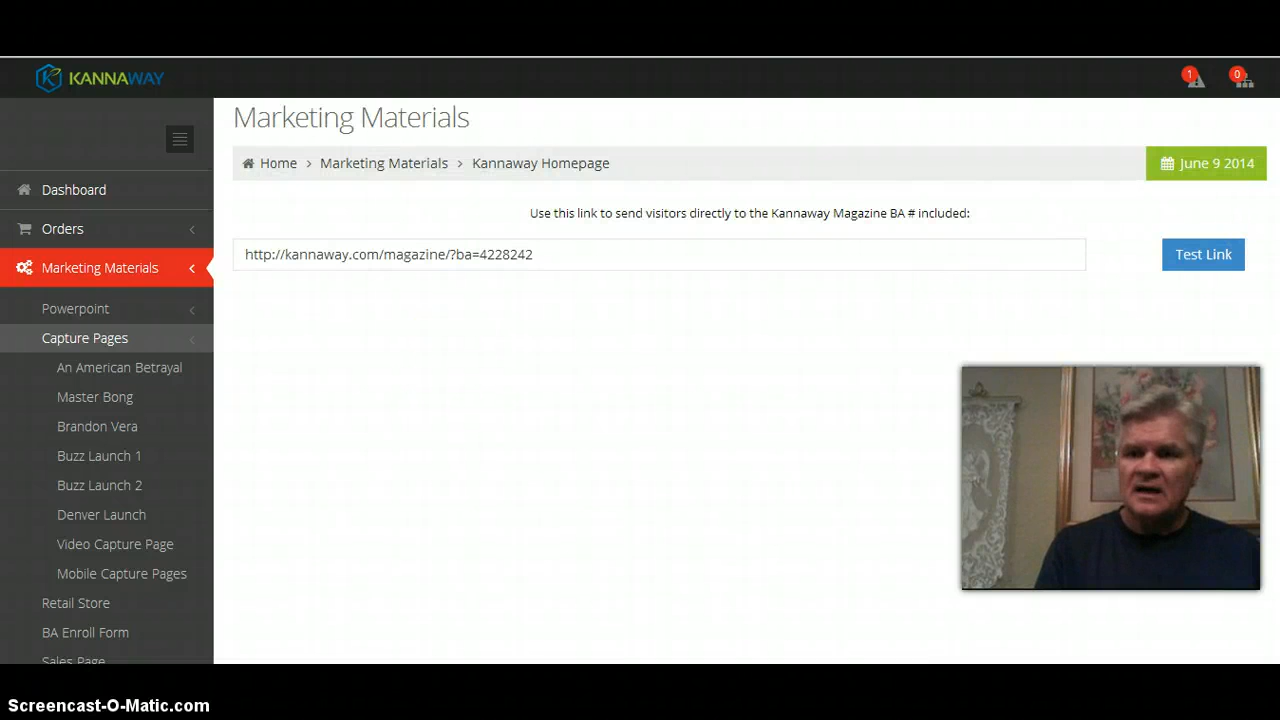 KANNAWAY
1
0
Marketing Materials
Home > Marketing Materials > Kannaway Homepage
June 9 2014
Dashboard
Use this link to send visitors directly to the Kannaway Magazine BA # included:
Orders
http://kannaway.com/magazine/?ba=4228242
Test Link
Marketing Materials
Powerpoint
Capture Pages
An American Betrayal
Master Bong
Brandon Vera
Buzz Launch 1
Buzz Launch 2
Denver Launch
Video Capture Page
Mobile Capture Pages
Retail Store
BA Enroll Form
Sales Page
Screencast-O-Matic.com